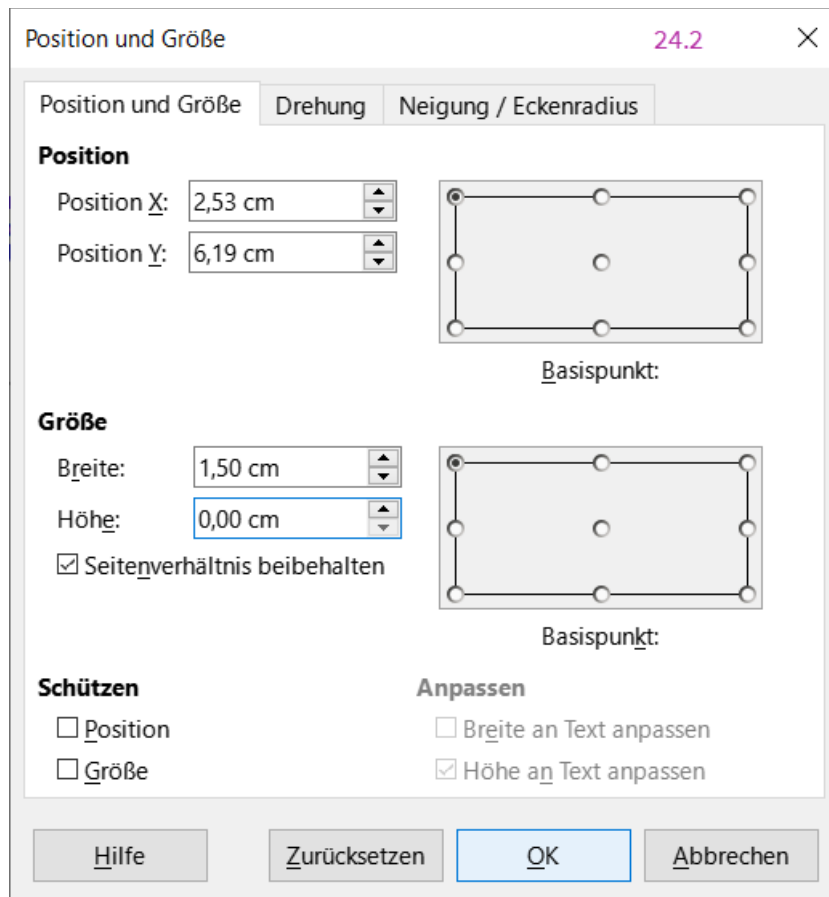 Position und Größe 24.2
Position und Größe Drehung Neigung / Eckenradius
Position
Position X: 2,53 cm
Position Y: 6,19 cm
Basispunkt:
Größe
Breite: 1,50 cm
Höhe: 0,00 cm
Seitenverhältnis beibehalten
Basispunkt:
Schützen Anpassen
Position Breite an Text anpassen
Größe Höhe an Text anpassen
Hilfe Zurücksetzen OK Abbrechen